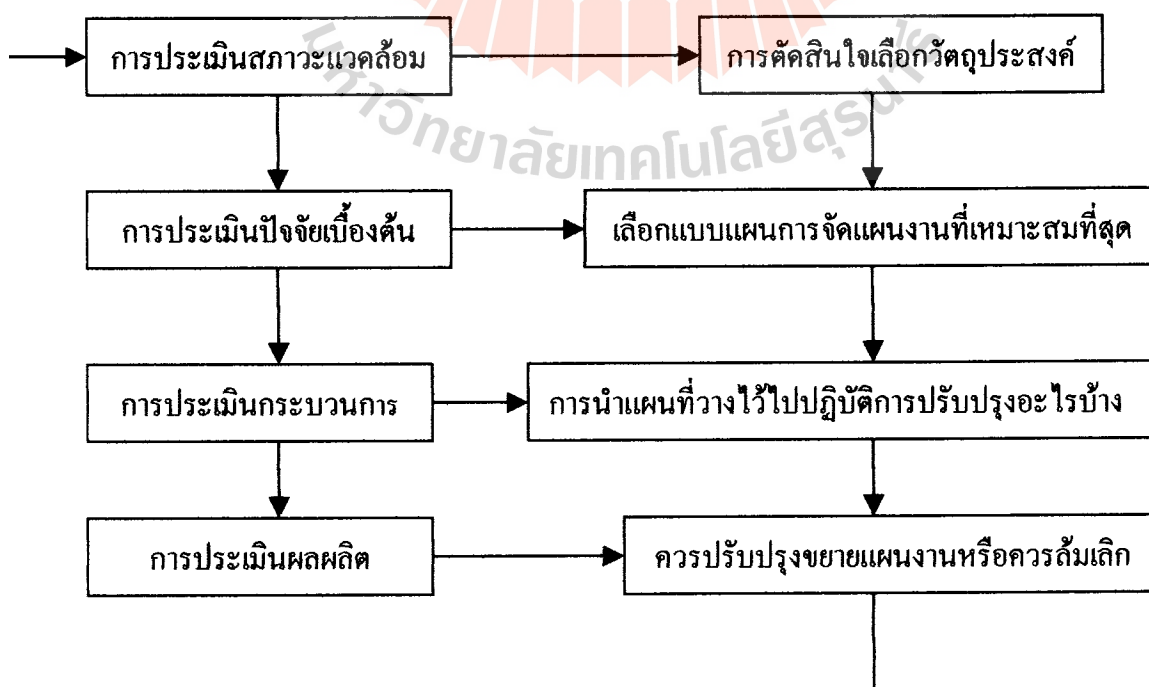 การประเมินสภาวะแวดล้อม
การตัดสินใจเลือกวัตถุประสงค์
มหาวิทยาลัยเทคโนโลยีสุรนารี
การประเมินปัจจัยเบื้องต้น
เลือกแบบแผนการจัดแผนงานที่เหมาะสมที่สุด
การประเมินกระบวนการ
การนำแผนที่วางไว้ไปปฏิบัติการปรับปรุงอะไรบ้าง
การประเมินผลผลิต
ควรปรับปรุงขยายแผนงานหรือควรล้มเลิก